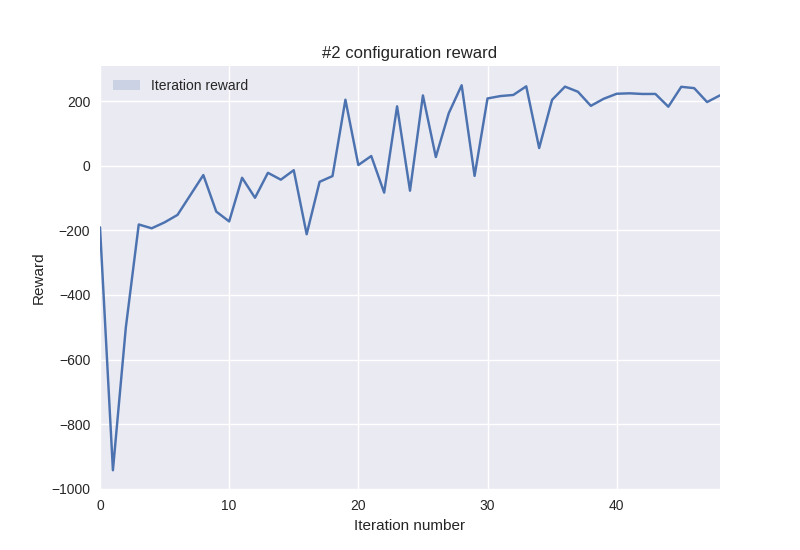 #2 configuration reward
Iteration reward
Reward
200
0
−200
−400
−600
−800
−1000
0 10 20 30 40
Iteration number